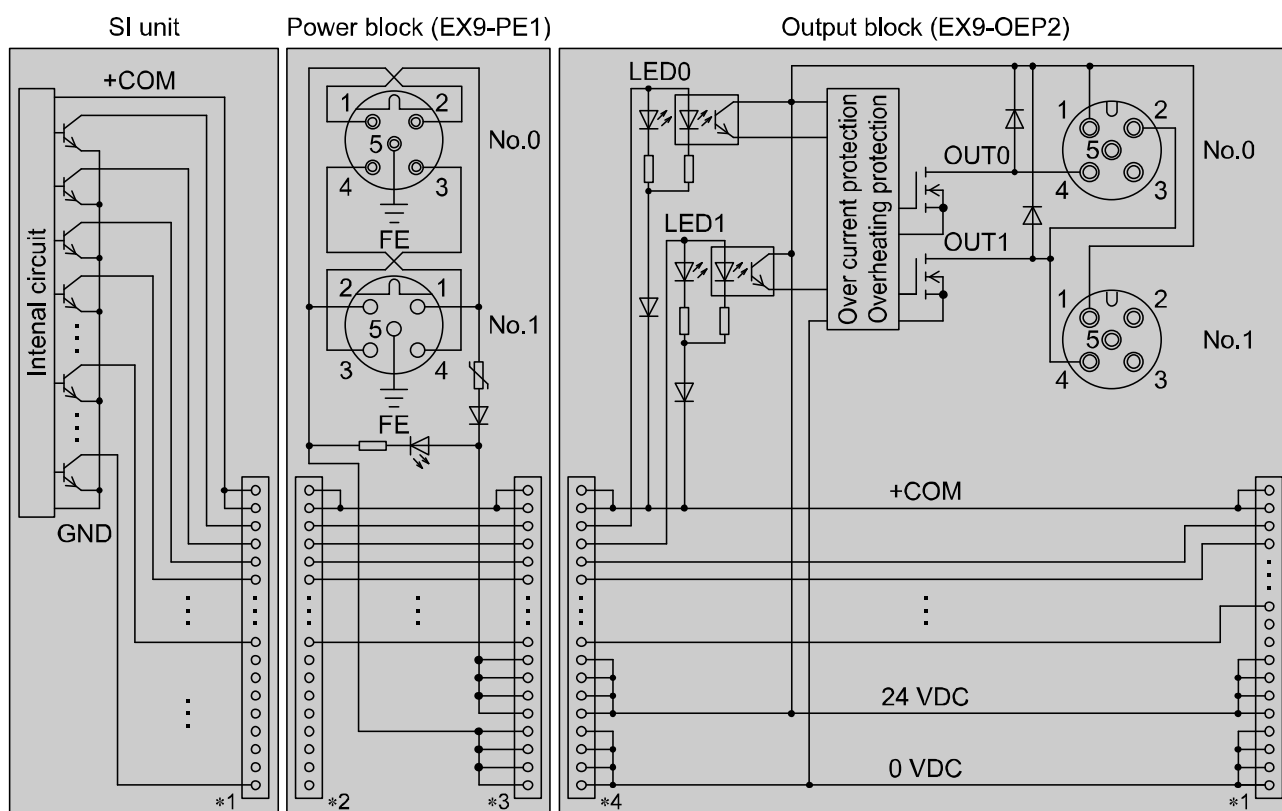 SI unit
Power block (EX9-PE1)
Output block (EX9-OEP2)
+COM
Intenal circuit
GND
*1
1 2
5
4 3
No.0
FE
2 1
5
3 4
No.1
FE
*2
*3
LED0
LED1
Over current protection
Overheating protection
OUT0
OUT1
1 2
5
4 3
No.0
1 2
5
4 3
No.1
+COM
24 VDC
0 VDC
*4
*1